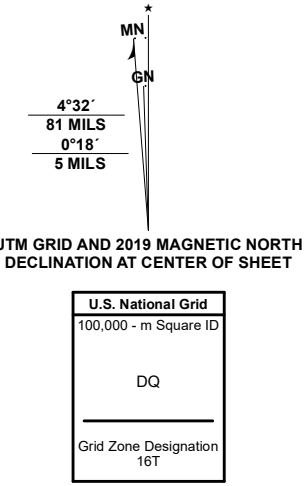 MN
GN
4°32´
81 MILS
0°18´
5 MILS
UTM GRID AND 2019 MAGNETIC NORTH
DECLINATION AT CENTER OF SHEET
U.S. National Grid
100,000 - m Square ID
DQ
Grid Zone Designation
16T